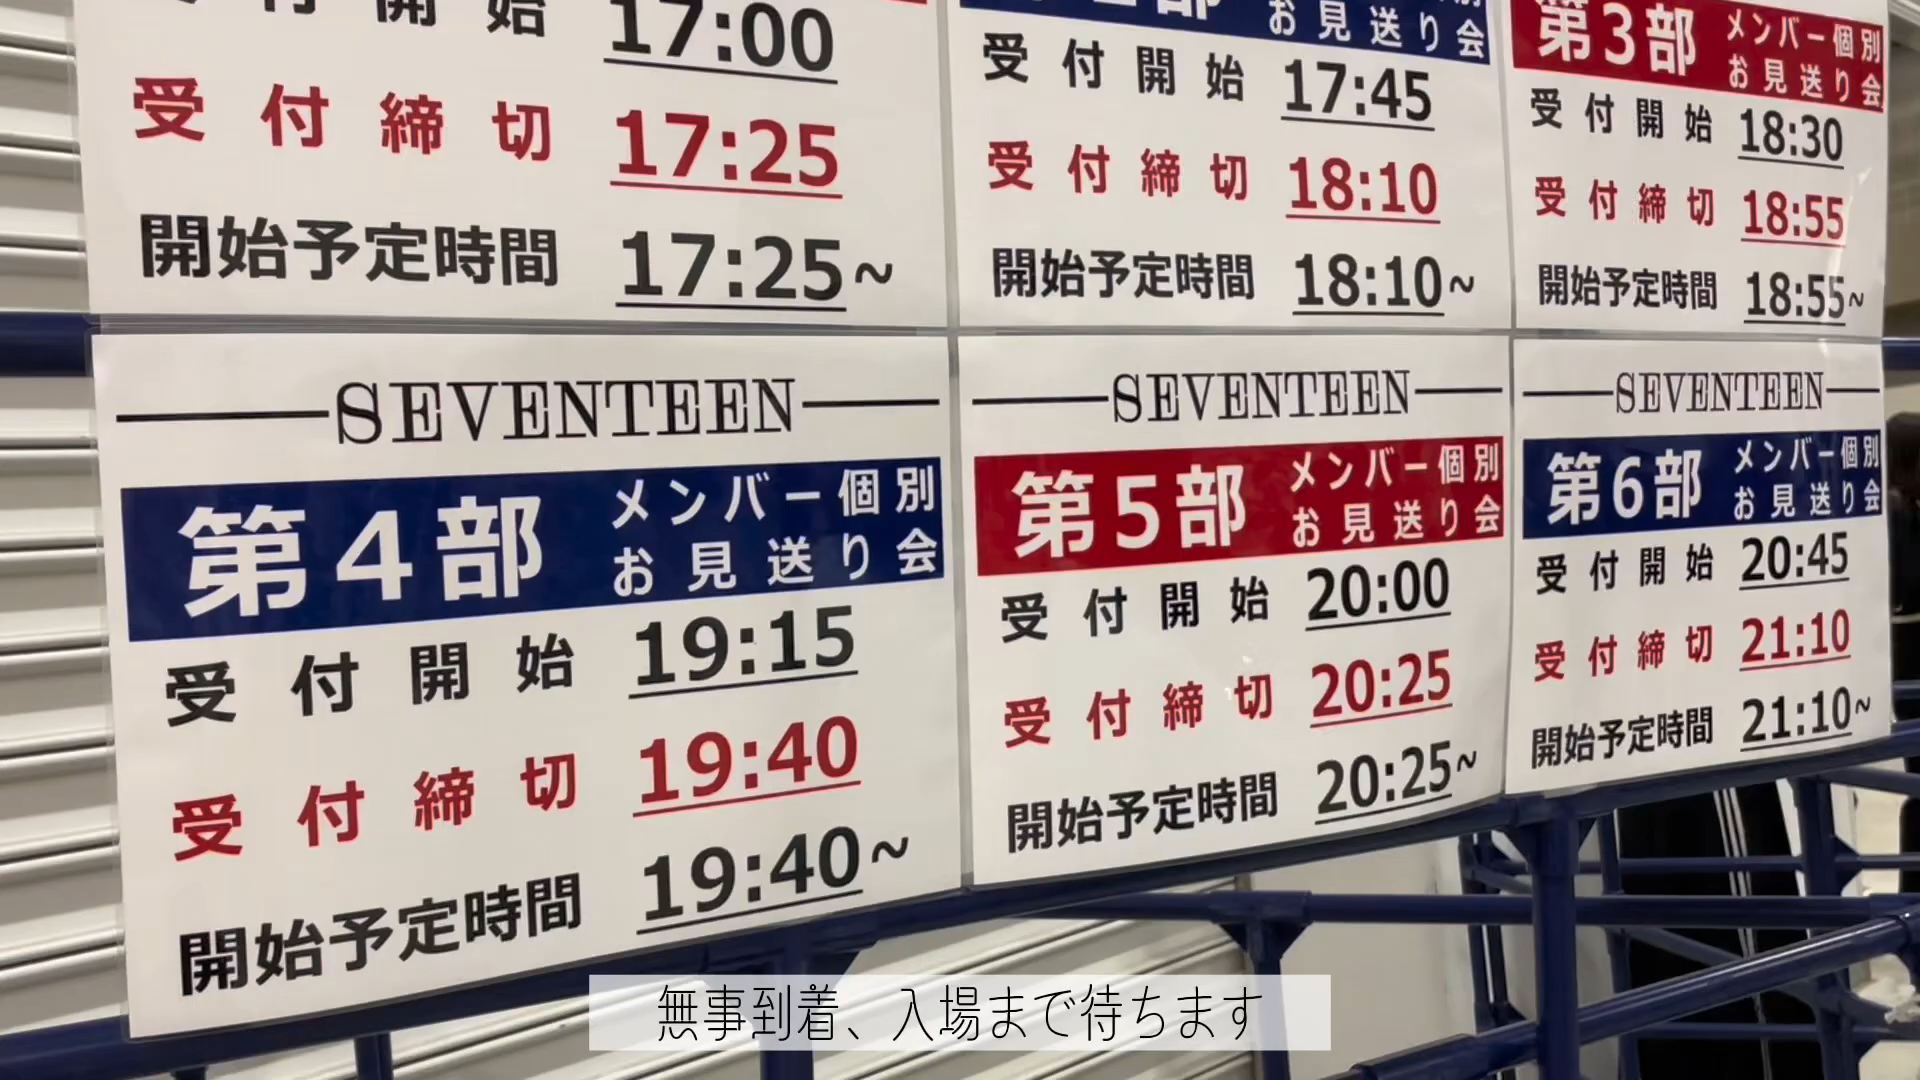 受付開始 17:00
受付締切 17:25
開始予定時間 17:25~
部
お見送り会
受付開始 17:45
受付締切 18:10
開始予定時間 18:10~
第3部 メンバー個別
お見送り会
受付開始 18:30
受付締切 18:55
開始予定時間 18:55~
SEVENTEEN
第4部 メンバー個別
お見送り会
受付開始 19:15
受付締切 19:40
開始予定時間 19:40~
SEVENTEEN
第5部 メンバー個別
お見送り会
受付開始 20:00
受付締切 20:25
開始予定時間 20:25~
SEVENTEEN
第6部 メンバー個別
お見送り会
受付開始 20:45
受付締切 21:10
開始予定時間 21:10~
無事到着、入場まで待ちます